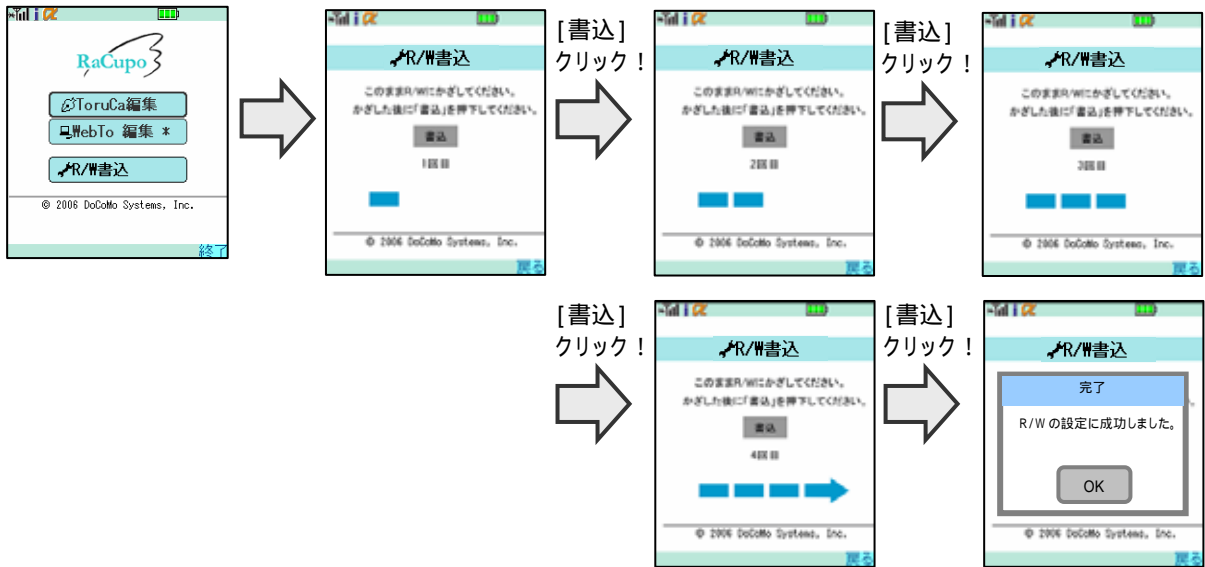 RaCupo3
ToruCa編集
WebTo 編集 *
R/W書込
© 2006 DoCoMo Systems, Inc.
終了
R/W書込
このままR/Wにかざしてください。
かざした後に「書込」を押下してください。
書込
1回目
© 2006 DoCoMo Systems, Inc.
戻る
[書込]
クリック！
R/W書込
このままR/Wにかざしてください。
かざした後に「書込」を押下してください。
書込
2回目
© 2006 DoCoMo Systems, Inc.
戻る
[書込]
クリック！
R/W書込
このままR/Wにかざしてください。
かざした後に「書込」を押下してください。
書込
3回目
© 2006 DoCoMo Systems, Inc.
戻る
[書込]
クリック！
R/W書込
このままR/Wにかざしてください。
かざした後に「書込」を押下してください。
書込
4回目
© 2006 DoCoMo Systems, Inc.
戻る
[書込]
クリック！
R/W書込
完了
R/Wの設定に成功しました。
OK
© 2006 DoCoMo Systems, Inc.
戻る